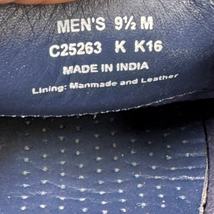 MEN'S 9½ M
C25263 K K16
MADE IN INDIA
Lining: Manmade and Leather